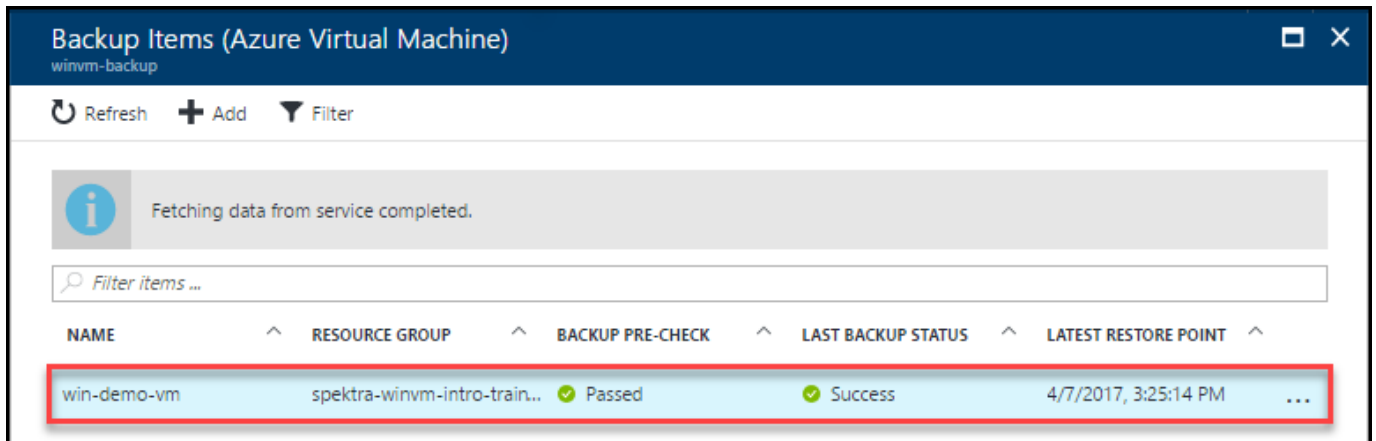 Backup Items (Azure Virtual Machine)
winvm-backup
Refresh Add Filter
Fetching data from service completed.
Filter items ...
NAME RESOURCE GROUP BACKUP PRE-CHECK LAST BACKUP STATUS LATEST RESTORE POINT
win-demo-vm spektra-winvm-intro-train... Passed Success 4/7/2017, 3:25:14 PM ...